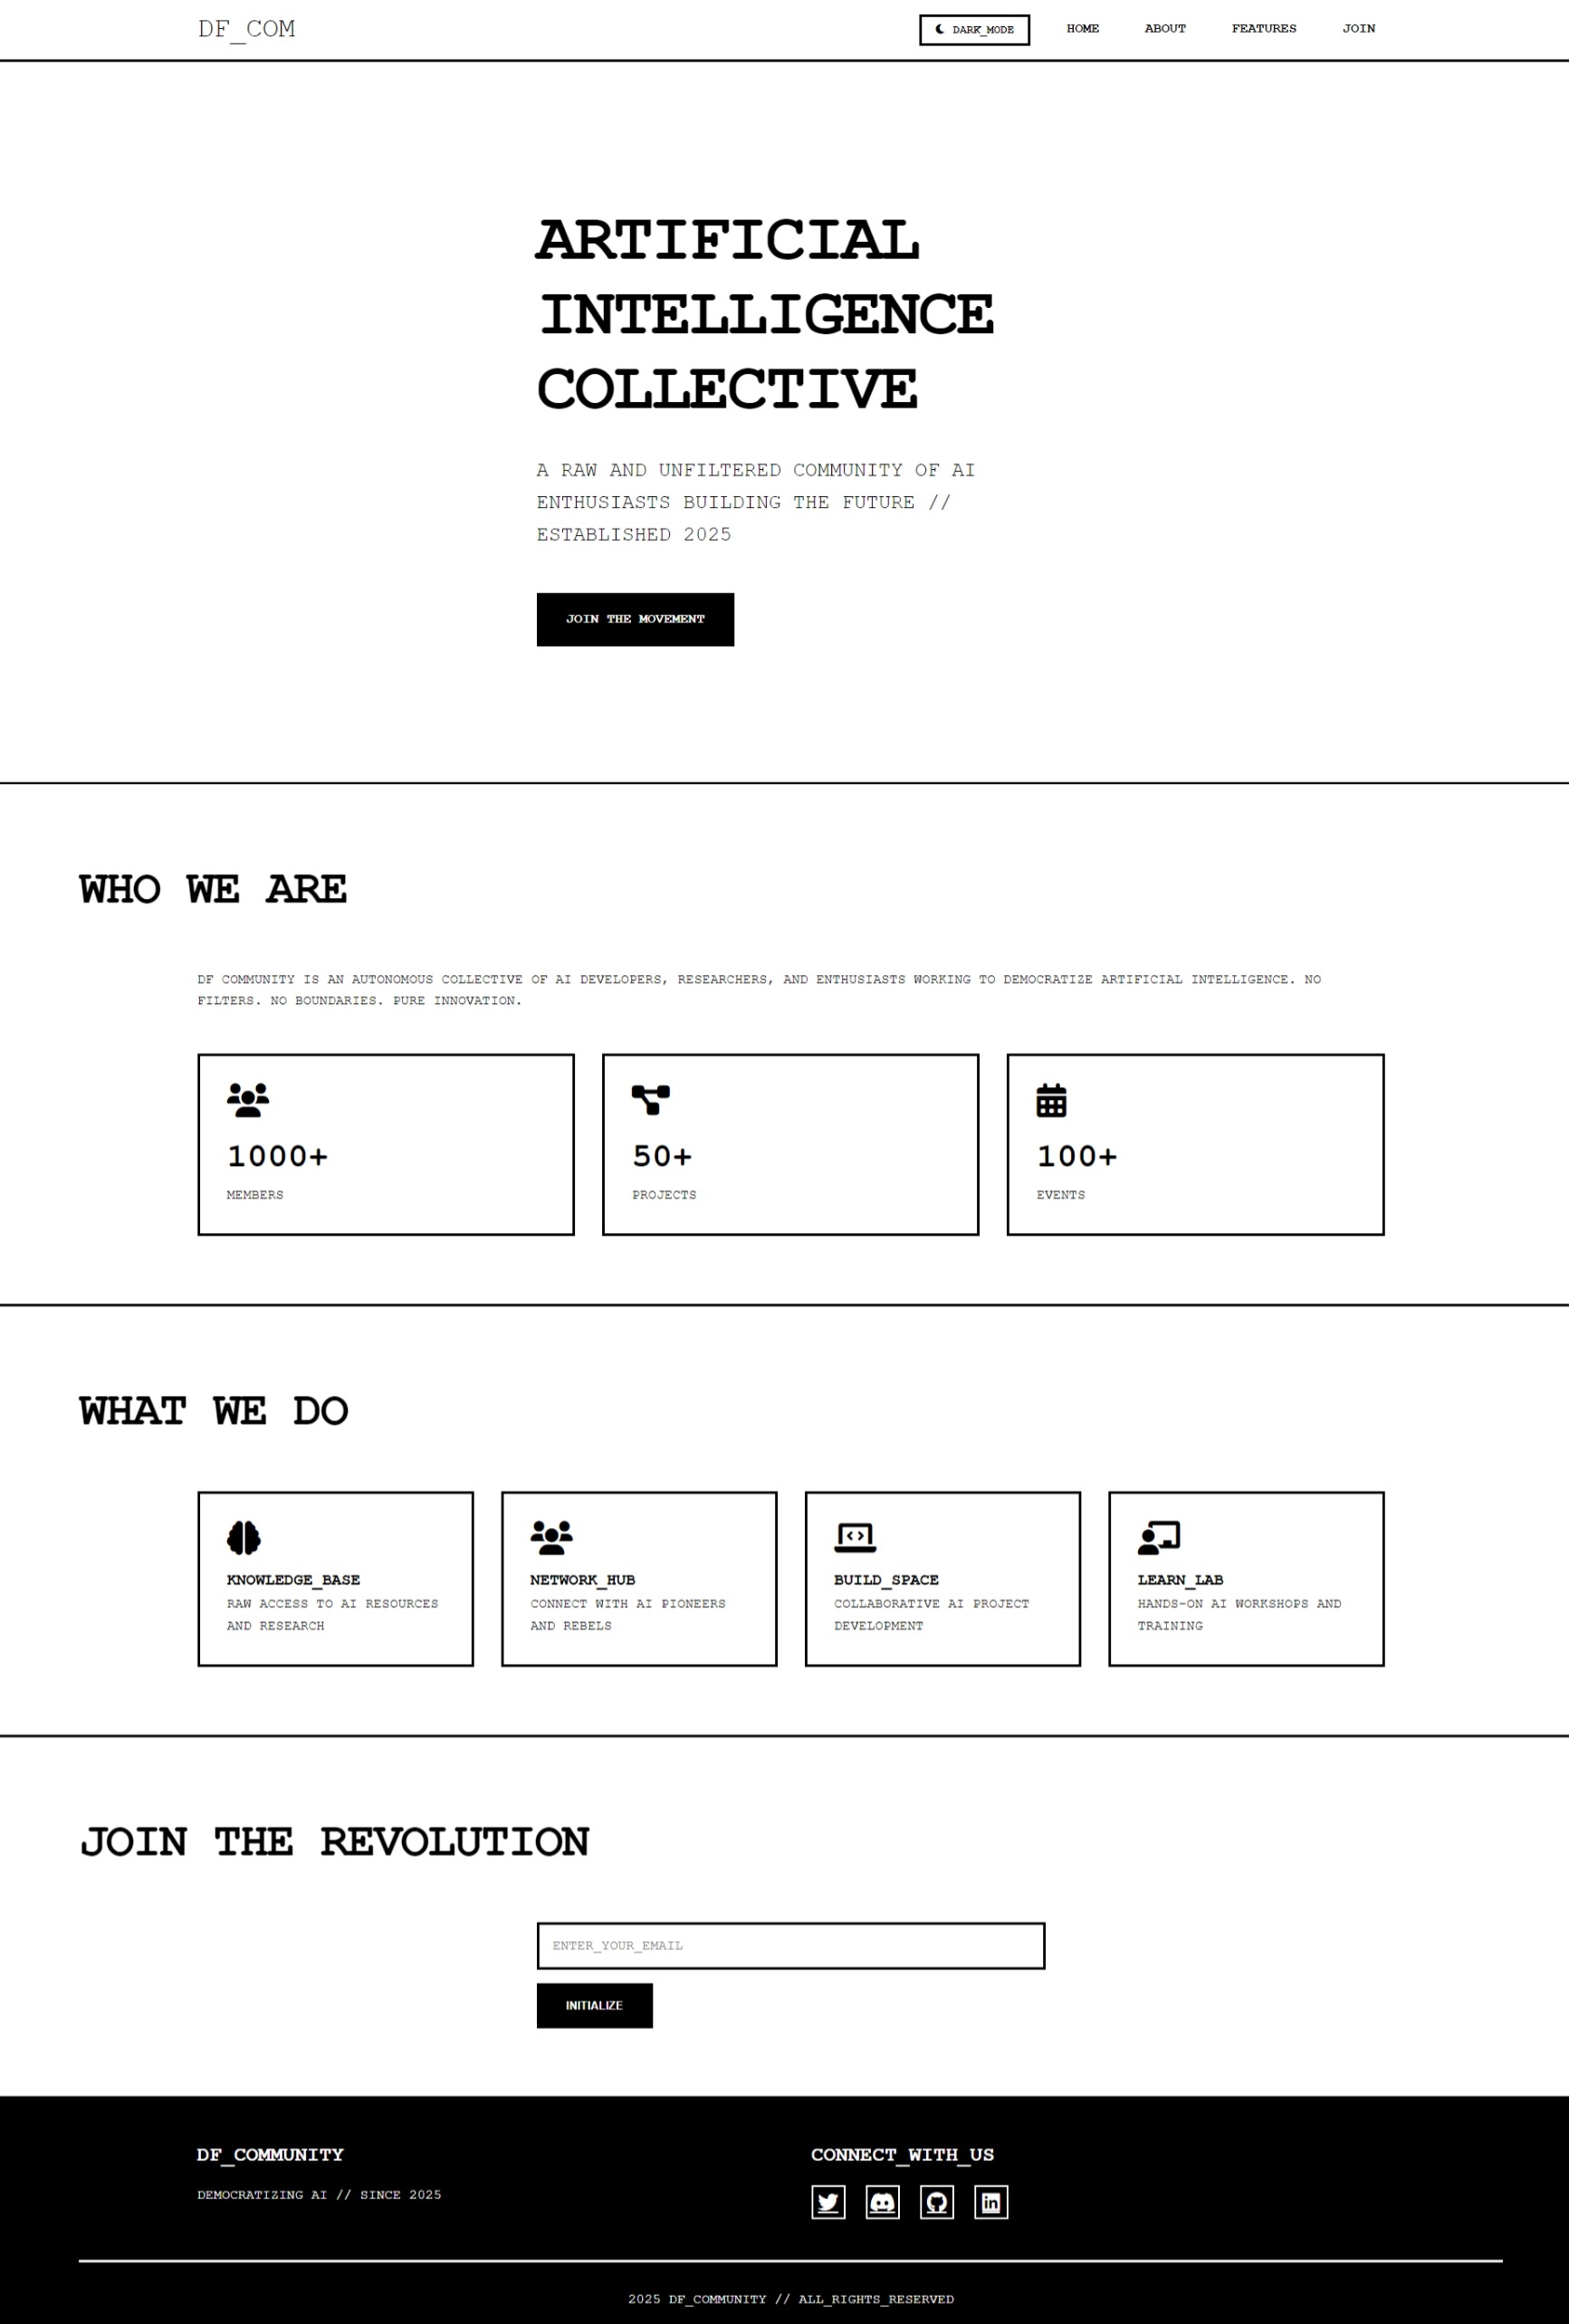 DF_COM
DARK_MODE
HOME
ABOUT
FEATURES
JOIN
ARTIFICIAL
INTELLIGENCE
COLLECTIVE
A RAW AND UNFILTERED COMMUNITY OF AI
ENTHUSIASTS BUILDING THE FUTURE //
ESTABLISHED 2025
JOIN THE MOVEMENT
WHO WE ARE
DF COMMUNITY IS AN AUTONOMOUS COLLECTIVE OF AI DEVELOPERS, RESEARCHERS, AND ENTHUSIASTS WORKING TO DEMOCRATIZE ARTIFICIAL INTELLIGENCE. NO
FILTERS. NO BOUNDARIES. PURE INNOVATION.
1000+
MEMBERS
50+
PROJECTS
100+
EVENTS
WHAT WE DO
KNOWLEDGE_BASE
RAW ACCESS TO AI RESOURCES
AND RESEARCH
NETWORK_HUB
CONNECT WITH AI PIONEERS
AND REBELS
BUILD_SPACE
COLLABORATIVE AI PROJECT
DEVELOPMENT
LEARN_LAB
HANDS-ON AI WORKSHOPS AND
TRAINING
JOIN THE REVOLUTION
ENTER_YOUR_EMAIL
INITIALIZE
DF_COMMUNITY
DEMOCRATIZING AI // SINCE 2025
CONNECT_WITH_US
in
2025 DF_COMMUNITY // ALL_RIGHTS_RESERVED